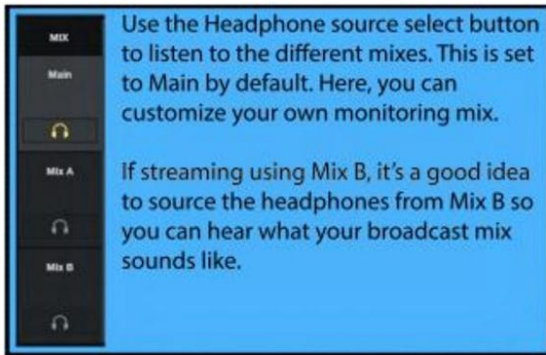 MIX
Main
Mix A
Mix B
Use the Headphone source select button
to listen to the different mixes. This is set
to Main by default. Here, you can
customize your own monitoring mix.
If streaming using Mix B, it's a good idea
to source the headphones from Mix B so
you can hear what your broadcast mix
sounds like.